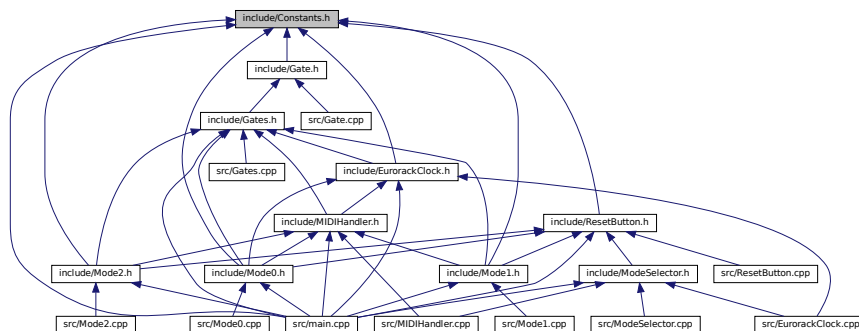 include/Constants.h
include/Gate.h
include/Gates.h
src/Gate.cpp
src/Gates.cpp
include/EurorackClock.h
include/MIDIHandler.h
include/ResetButton.h
include/Mode2.h
include/Mode0.h
include/Mode1.h
include/ModeSelector.h
src/ResetButton.cpp
src/Mode2.cpp
src/Mode0.cpp
src/main.cpp
src/MIDIHandler.cpp
src/Mode1.cpp
src/ModeSelector.cpp
src/EurorackClock.cpp